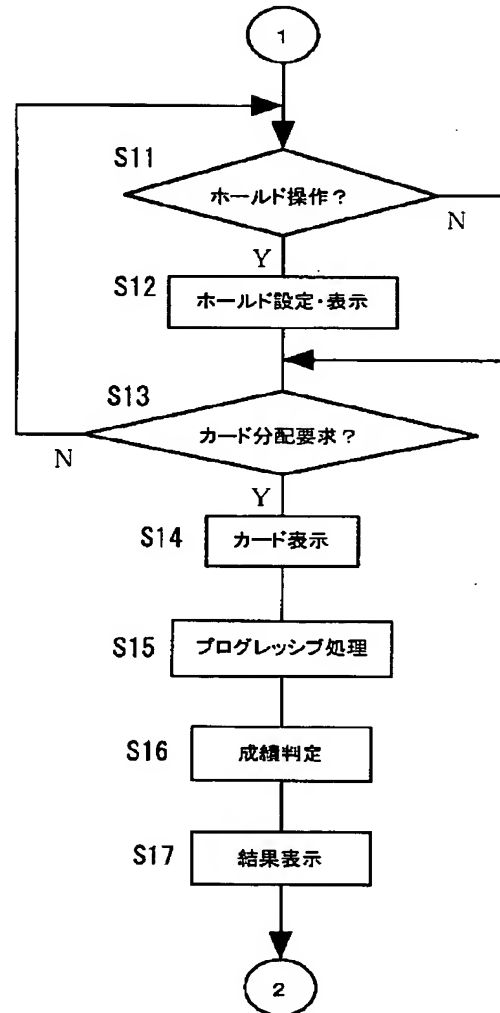 1
S11
ホールド操作？
N
Y
S12
ホールド設定・表示
S13
カード分配要求？
N
Y
S14
カード表示
S15
プログレッシブ処理
S16
成績判定
S17
結果表示
2